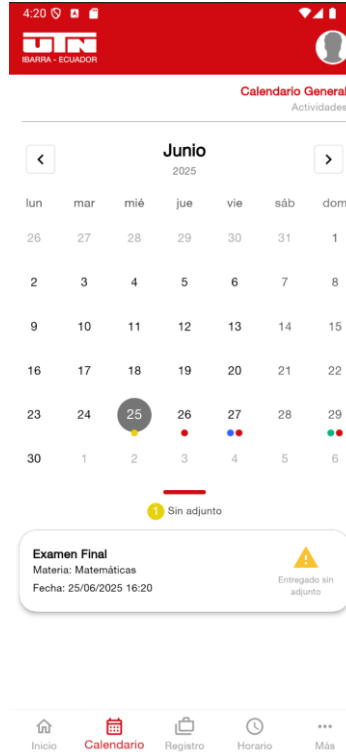 4:20
UTN
IBARRA - ECUADOR
Calendario General
Actividades
Junio
2025
lun mar mié jue vie sáb dom
26 27 28 29 30 31 1
2 3 4 5 6 7 8
9 10 11 12 13 14 15
16 17 18 19 20 21 22
23 24 25 26 27 28 29
30 1 2 3 4 5 6
1 Sin adjunto
Examen Final
Materia: Matemáticas
Fecha: 25/06/2025 16:20
Entregado sin
adjunto
Inicio Calendario Registro Horario Más